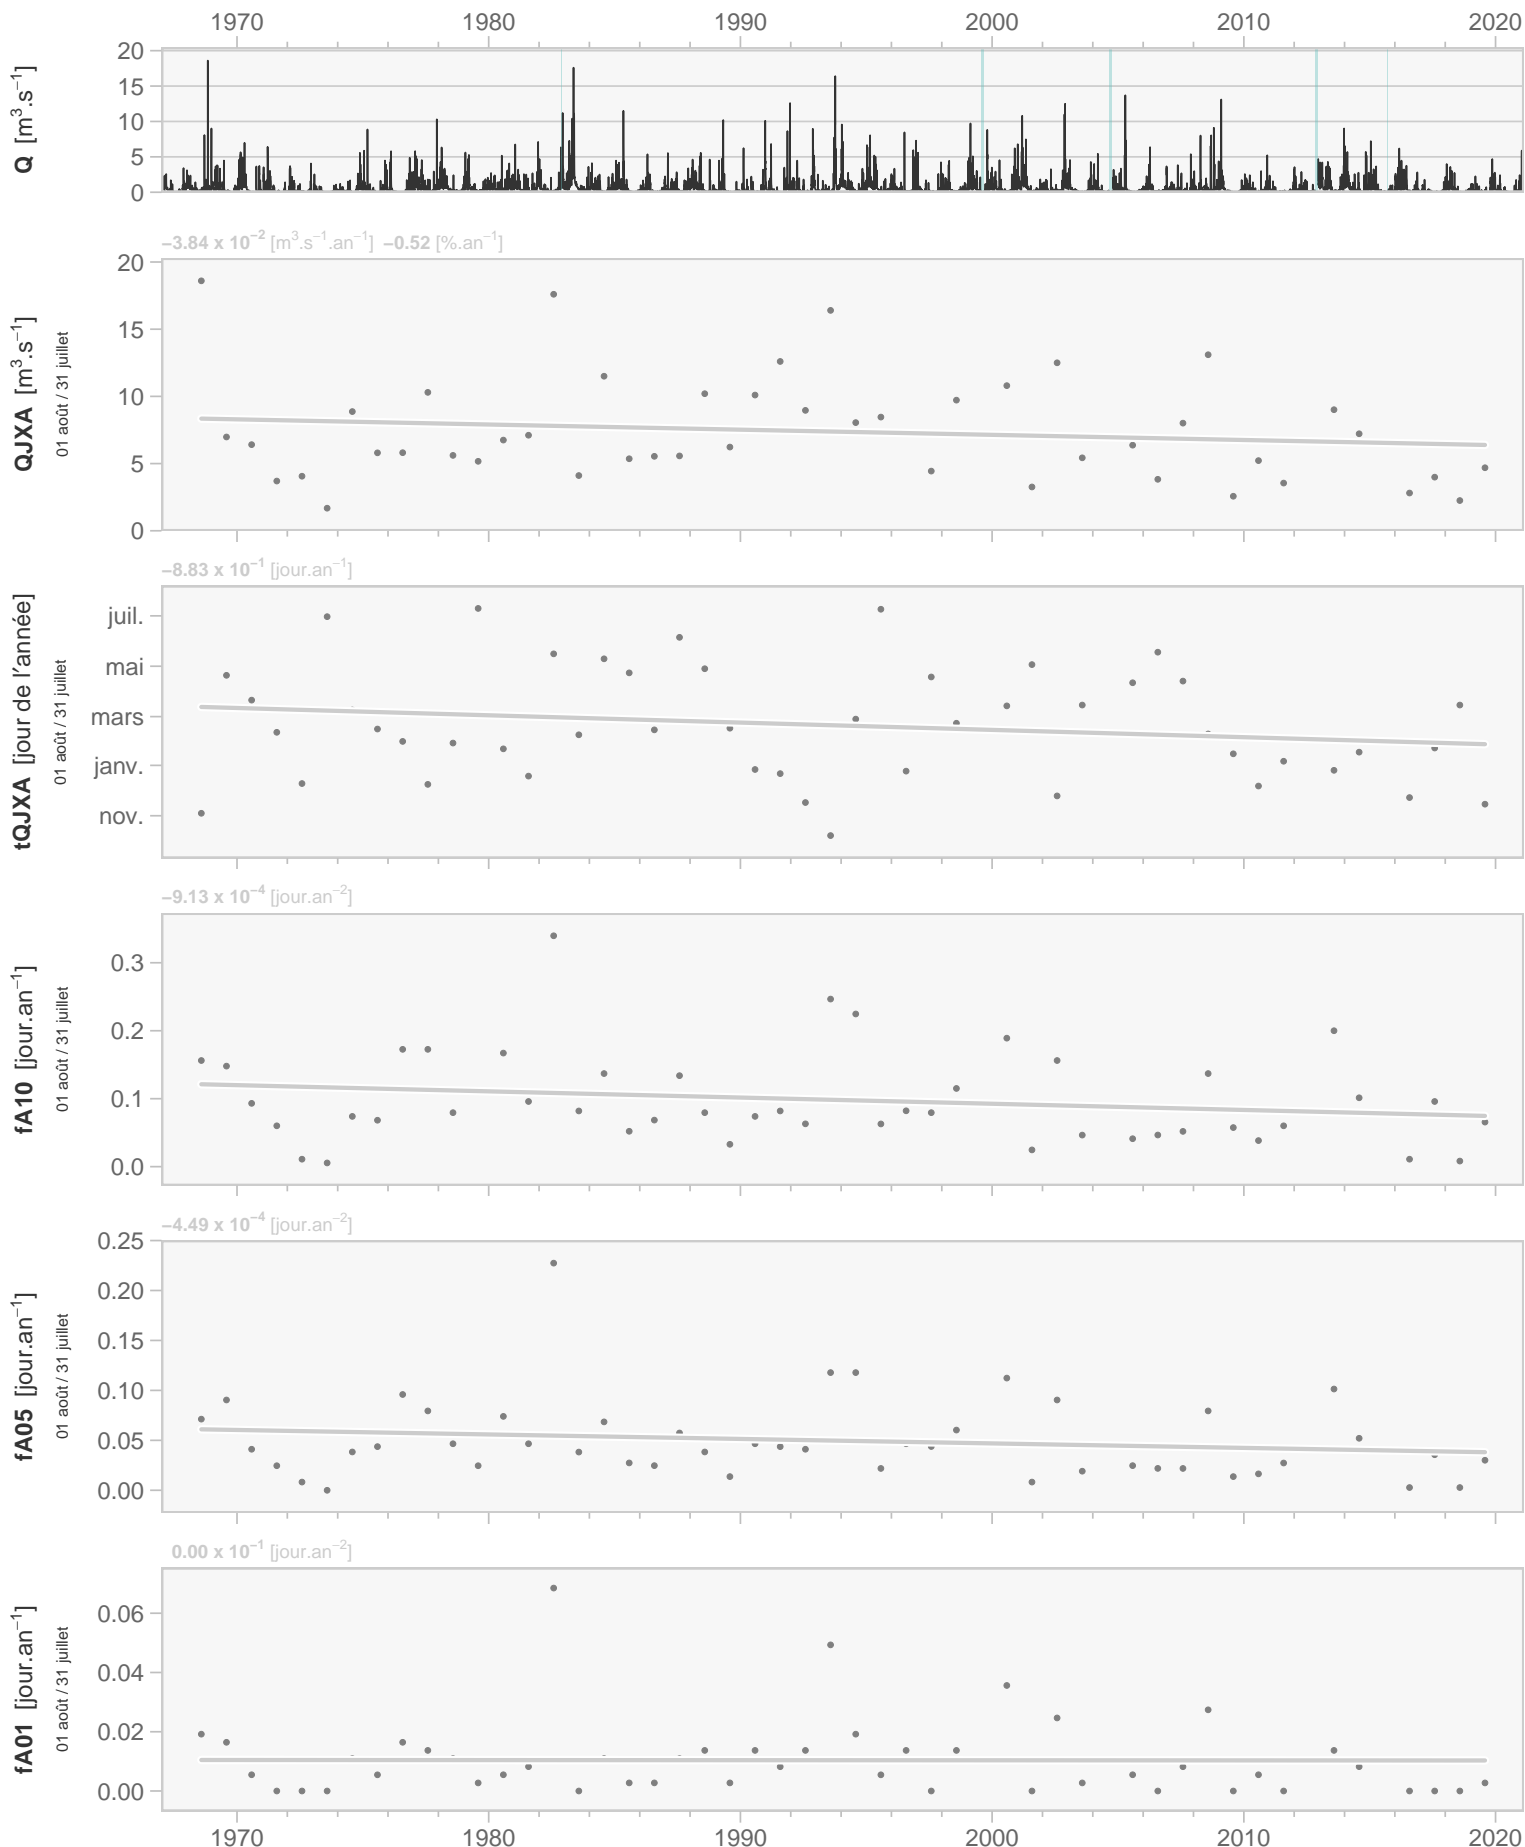 1970 1980 1990 2000 2010 2020
Q [m³.s⁻¹]
20
15
10
5
0
−3.84 x 10⁻² [m³.s⁻¹.an⁻¹] −0.52 [%.an⁻¹]
QJXA [m³.s⁻¹]
01 août / 31 juillet
20
15
10
5
0
−8.83 x 10⁻¹ [jour.an⁻¹]
tQJXA [jour de l'année]
01 août / 31 juillet
juil.
mai
mars
janv.
nov.
−9.13 x 10⁻⁴ [jour.an⁻²]
fA10 [jour.an⁻¹]
01 août / 31 juillet
0.3
0.2
0.1
0.0
−4.49 x 10⁻⁴ [jour.an⁻²]
fA05 [jour.an⁻¹]
01 août / 31 juillet
0.25
0.20
0.15
0.10
0.05
0.00
0.00 x 10⁻¹ [jour.an⁻²]
fA01 [jour.an⁻¹]
01 août / 31 juillet
0.06
0.04
0.02
0.00
1970 1980 1990 2000 2010 2020